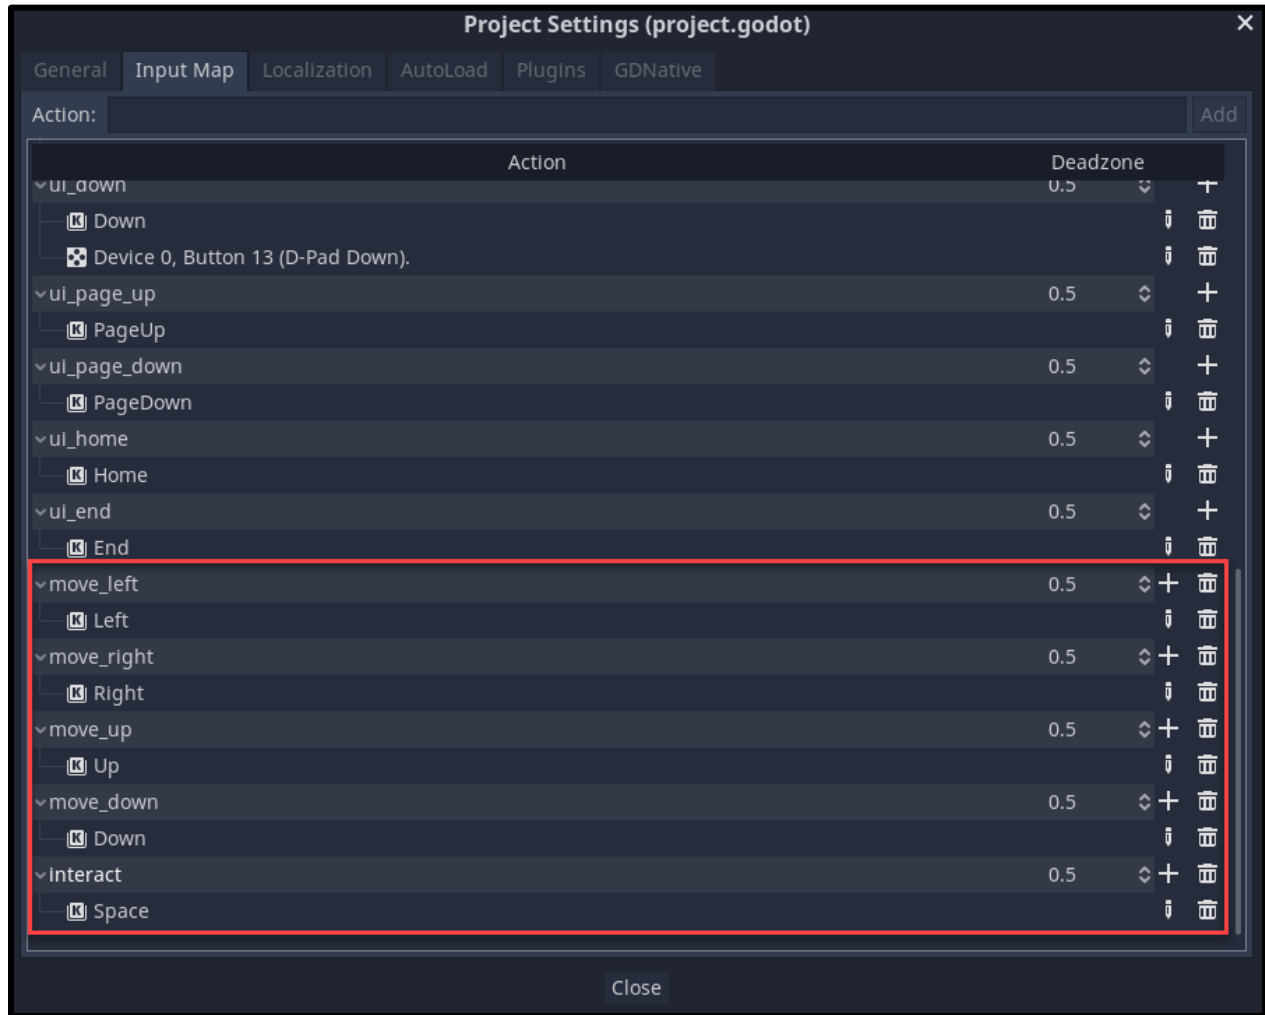 Project Settings (project.godot)
General Input Map Localization AutoLoad Plugins GDNative
Action: Add
Action Deadzone
ui_down 0.5
Down
Device 0, Button 13 (D-Pad Down).
ui_page_up 0.5
PageUp
ui_page_down 0.5
PageDown
ui_home 0.5
Home
ui_end 0.5
End
move_left 0.5
Left
move_right 0.5
Right
move_up 0.5
Up
move_down 0.5
Down
interact 0.5
Space
Close